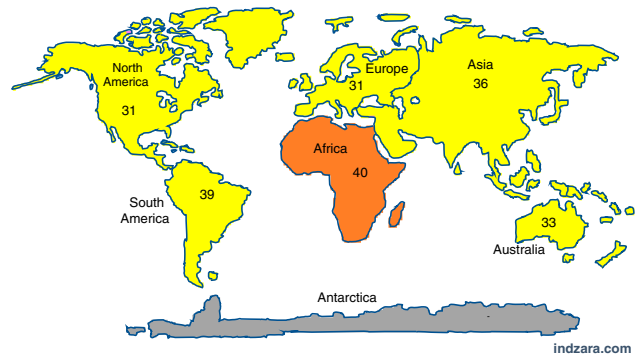 North
America
31
Europe
31
Asia
36
Africa
40
South
America
39
33
Australia
Antarctica
indzara.com